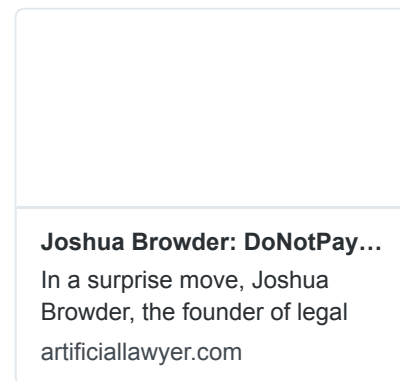 Joshua Browder: DoNotPay…
In a surprise move, Joshua
Browder, the founder of legal
artificiallawyer.com